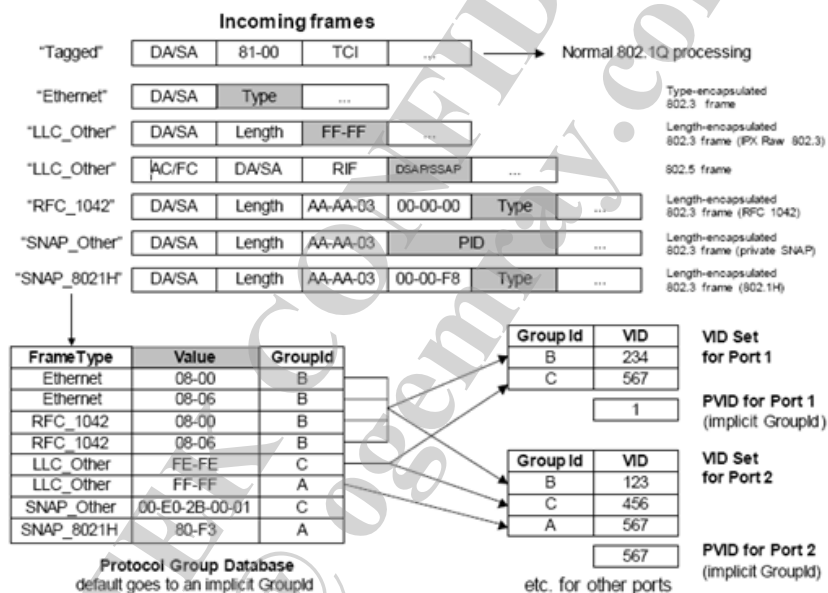 Incoming frames
"Tagged" DA/SA 81-00 TCI ... Normal 802.1Q processing
"Ethernet" DA/SA Type ... Type-encapsulated
802.3 frame
"LLC_Other" DA/SA Length FF-FF ... Length-encapsulated
802.3 frame (IPX Raw 802.3)
"LLC_Other" AC/FC DA/SA RIF DSAP/SSAP ... 802.5 frame
"RFC_1042" DA/SA Length AA-AA-03 00-00-00 Type ... Length-encapsulated
802.3 frame (RFC 1042)
"SNAP_Other" DA/SA Length AA-AA-03 PID ... Length-encapsulated
802.3 frame (private SNAP)
"SNAP_8021H" DA/SA Length AA-AA-03 00-00-F8 Type ... Length-encapsulated
802.3 frame (802.1H)
FrameType Value GroupId
Ethernet 08-00 B
Ethernet 08-06 B
RFC_1042 08-00 B
RFC_1042 08-06 B
LLC_Other FE-FE C
LLC_Other FF-FF A
SNAP_Other 00-E0-2B-00-01 C
SNAP_8021H 80-F3 A
Protocol Group Database
default goes to an implicit GroupId
Group Id VID
B 234
C 567
VID Set
for Port 1
1
PVID for Port 1
(implicit GroupId)
Group Id VID
B 123
C 456
A 567
VID Set
for Port 2
567
PVID for Port 2
(implicit GroupId)
etc. for other ports